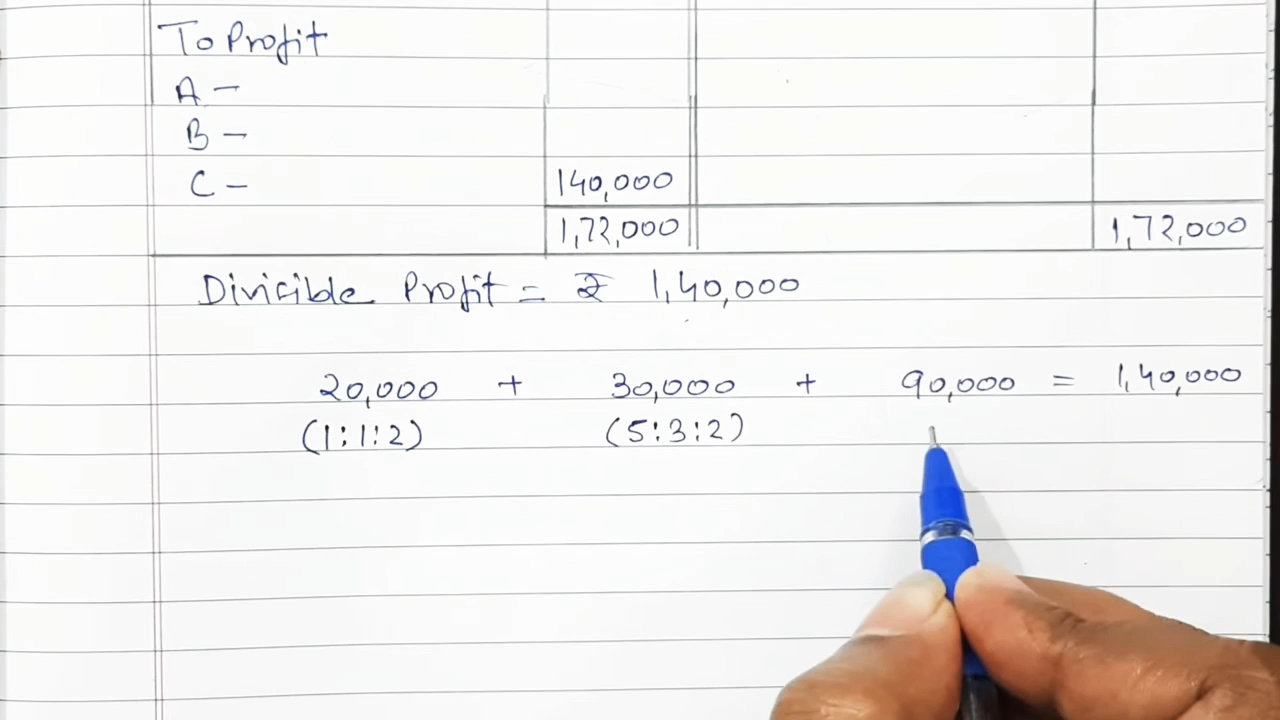 To Profit
A –
B –
C – 140,000
1,72,000 1,72,000
Divisible Profit = ₹ 1,40,000
20,000 + 30,000 + 90,000 = 1,40,000
(1:1:2) (5:3:2)